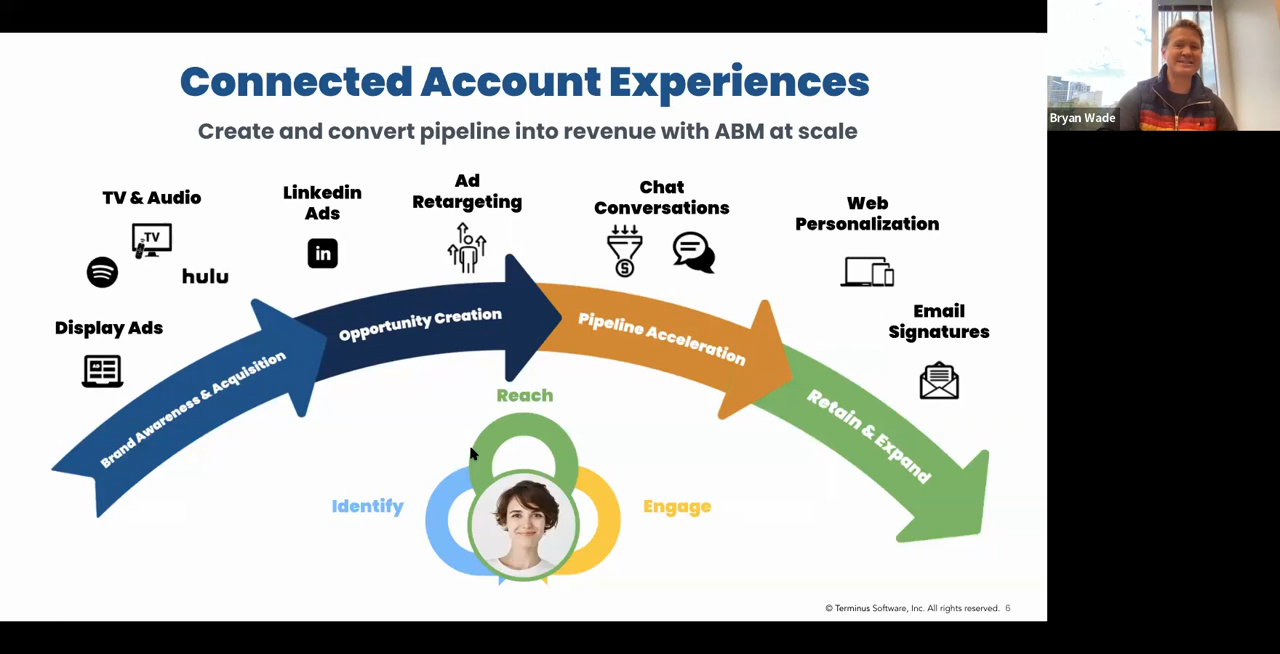 Connected Account Experiences
Create and convert pipeline into revenue with ABM at scale
Bryan Wade
TV & Audio
TV
hulu
Linkedin
Ads
in
Ad
Retargeting
Chat
Conversations
$
Web
Personalization
Display Ads
Email
Signatures
Brand Awareness & Acquisition
Opportunity Creation
Pipeline Acceleration
Retain & Expand
Reach
Identify
Engage
© Terminus Software, Inc. All rights reserved. 6